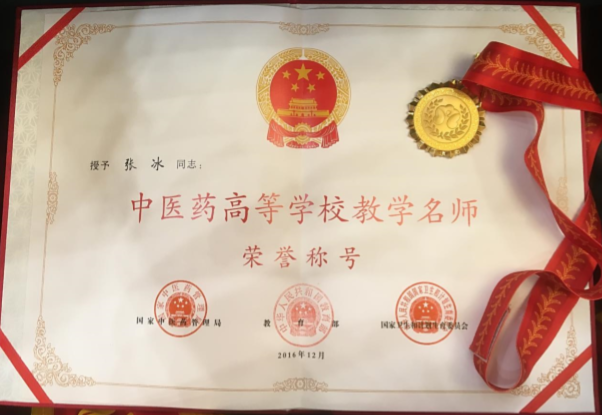 授予 张冰 同志：
中医药高等学校教学名师
荣誉称号
国家中医药管理局
教育部
国家卫生和计划生育委员会
2016年12月